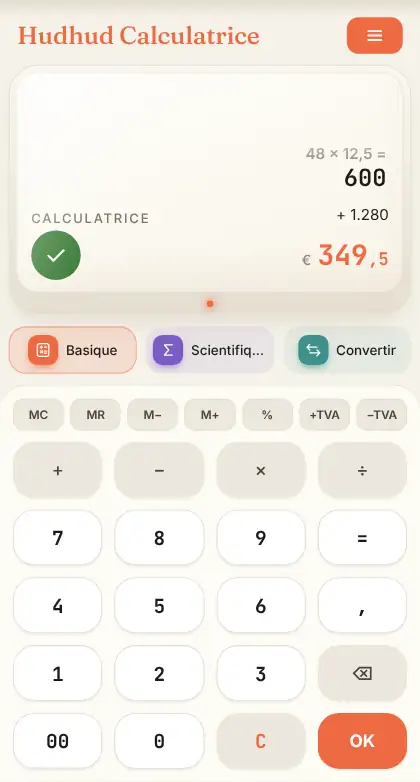 Hudhud Calculatrice
48 × 12,5 =
600
+ 1.280
CALCULATRICE
€ 349,5
Basique
Scientifiq...
Convertir
MC MR M− M+ % +TVA −TVA
+ − × ÷
7 8 9 =
4 5 6 ,
1 2 3
00 0 C OK